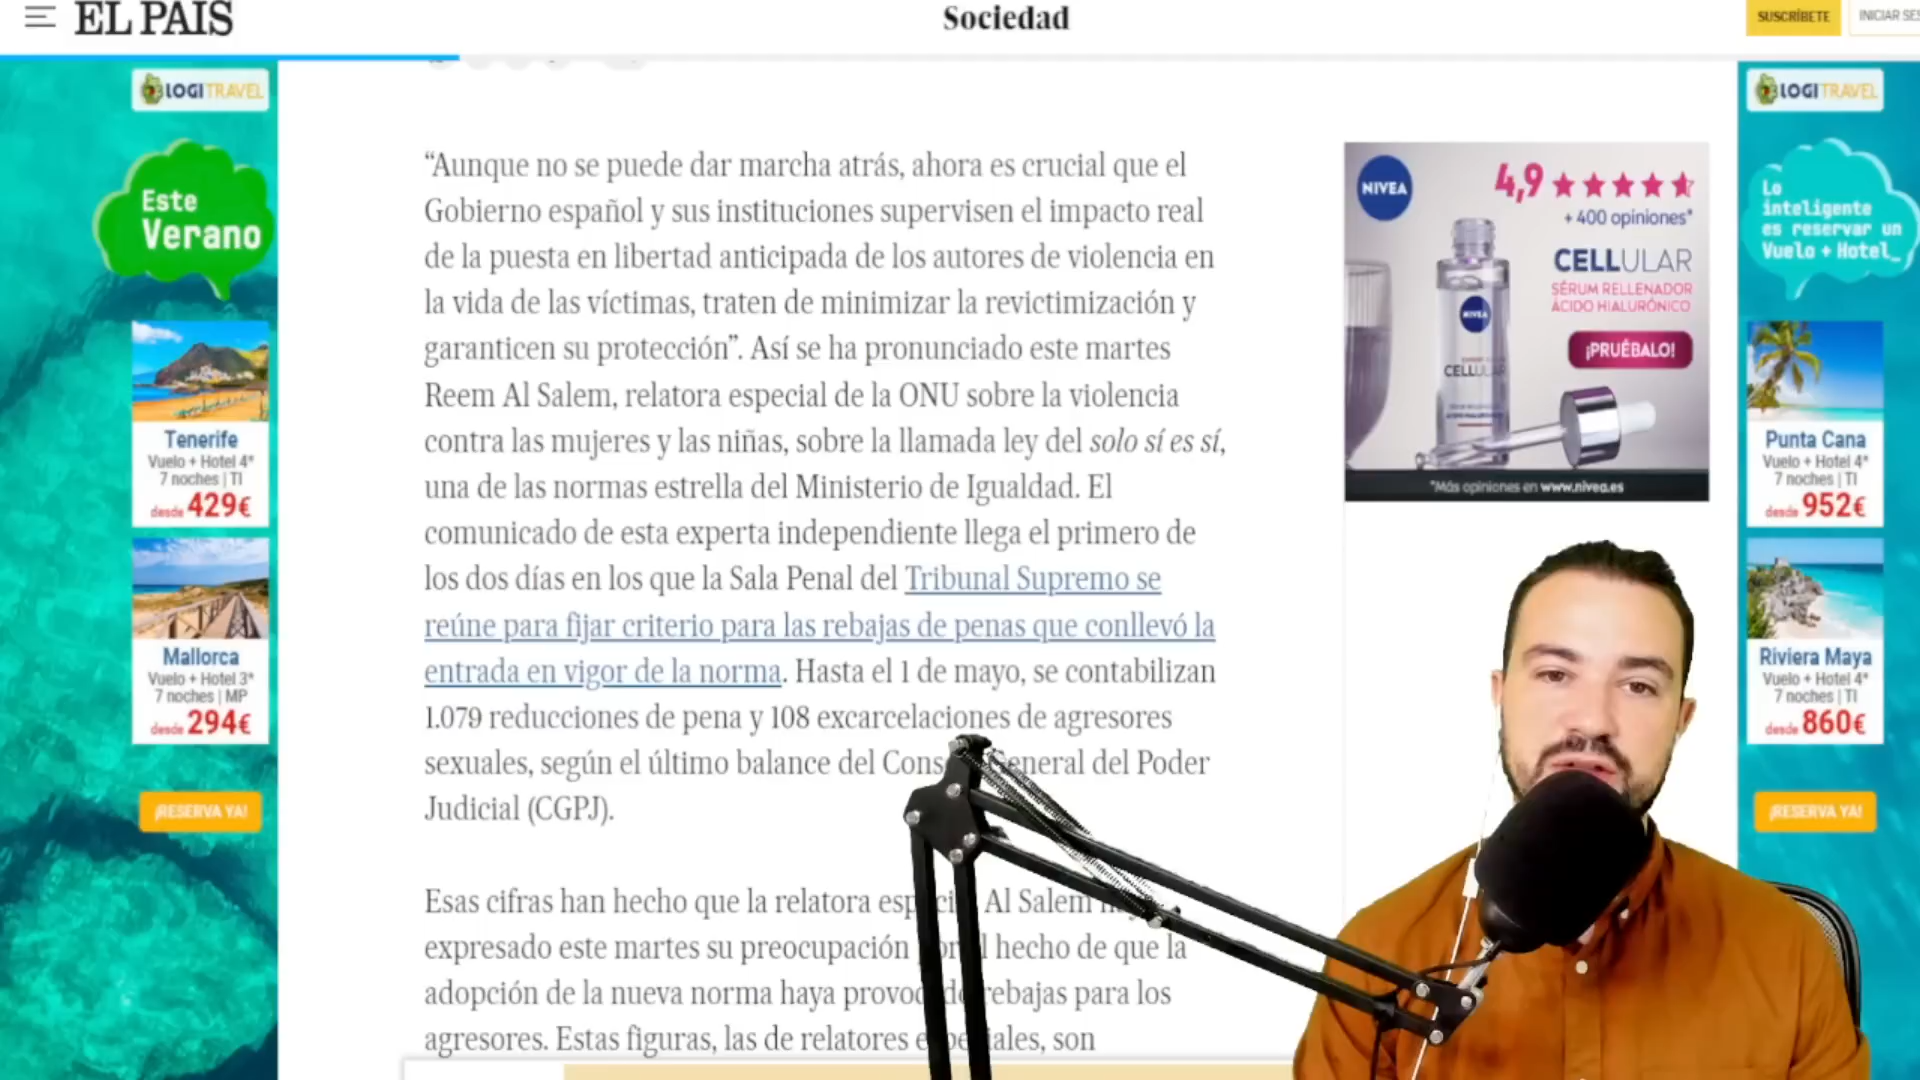 EL PAÍS
Sociedad
SUSCRÍBETE
INICIAR SES
LOGITRAVEL
Este
Verano
Tenerife
Vuelo + Hotel 4*
7 noches | TI
desde 429€
Mallorca
Vuelo + Hotel 3*
7 noches | MP
desde 294€
¡RESERVA YA!
“Aunque no se puede dar marcha atrás, ahora es crucial que el
Gobierno español y sus instituciones supervisen el impacto real
de la puesta en libertad anticipada de los autores de violencia en
la vida de las víctimas, traten de minimizar la revictimización y
garanticen su protección”. Así se ha pronunciado este martes
Reem Al Salem, relatora especial de la ONU sobre la violencia
contra las mujeres y las niñas, sobre la llamada ley del solo sí es sí,
una de las normas estrella del Ministerio de Igualdad. El
comunicado de esta experta independiente llega el primero de
los dos días en los que la Sala Penal del Tribunal Supremo se
reúne para fijar criterio para las rebajas de penas que conllevó la
entrada en vigor de la norma. Hasta el 1 de mayo, se contabilizan
1.079 reducciones de pena y 108 excarcelaciones de agresores
sexuales, según el último balance del Cons General del Poder
Judicial (CGPJ).
Esas cifras han hecho que la relatora especi Al Salem
expresado este martes su preocupación por l hecho de que la
adopción de la nueva norma haya provocado rebajas para los
agresores. Estas figuras, las de relatores especiales, son
NIVEA
4,9
+ 400 opiniones*
CELLULAR
SÉRUM RELLENADOR
ÁCIDO HIALURÓNICO
¡PRUÉBALO!
NIVEA
CELLULAR
*Más opiniones en www.nivea.es
LOGITRAVEL
Lo
inteligente
es reservar un
Vuelo + Hotel_
Punta Cana
Vuelo + Hotel 4*
7 noches | TI
desde 952€
Riviera Maya
Vuelo + Hotel 4*
7 noches | TI
desde 860€
¡RESERVA YA!